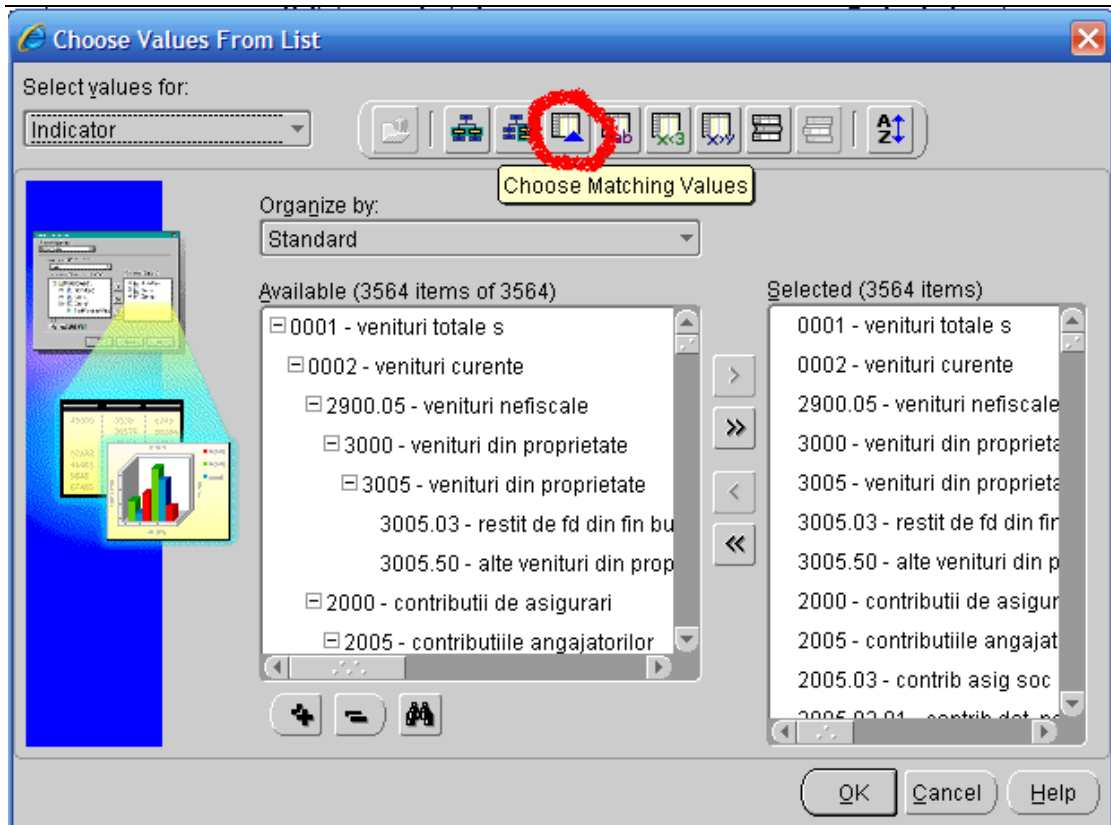 Choose Values From List
Select values for:
Indicator
ab
x<3
x>y
A
Z
Choose Matching Values
Organize by:
Standard
Available (3564 items of 3564)
0001 - venituri totale s
0002 - venituri curente
2900.05 - venituri nefiscale
3000 - venituri din proprietate
3005 - venituri din proprietate
3005.03 - restit de fd din fin bu
3005.50 - alte venituri din prop
2000 - contributii de asigurari
2005 - contributiile angajatorilor
Selected (3564 items)
0001 - venituri totale s
0002 - venituri curente
2900.05 - venituri nefiscale
3000 - venituri din proprieta
3005 - venituri din proprieta
3005.03 - restit de fd din fin
3005.50 - alte venituri din p
2000 - contributii de asigur
2005 - contributiile angajat
2005.03 - contrib asig soc
OK
Cancel
Help